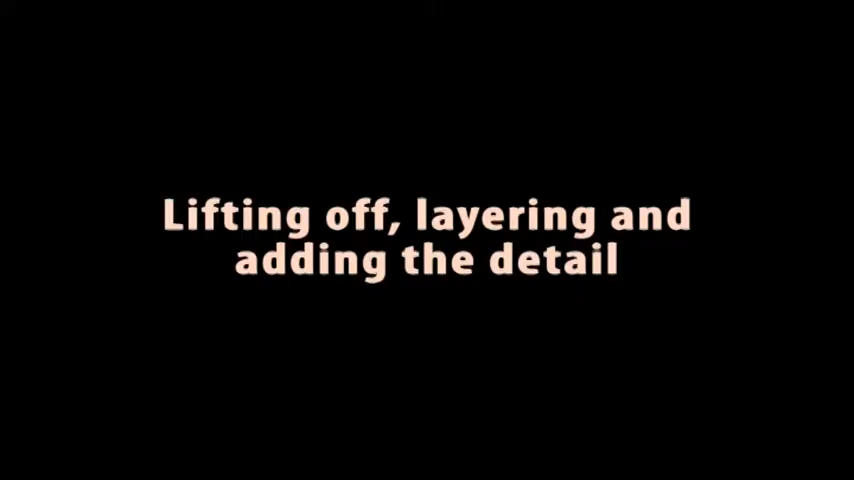 Lifting off, layering and
adding the detail